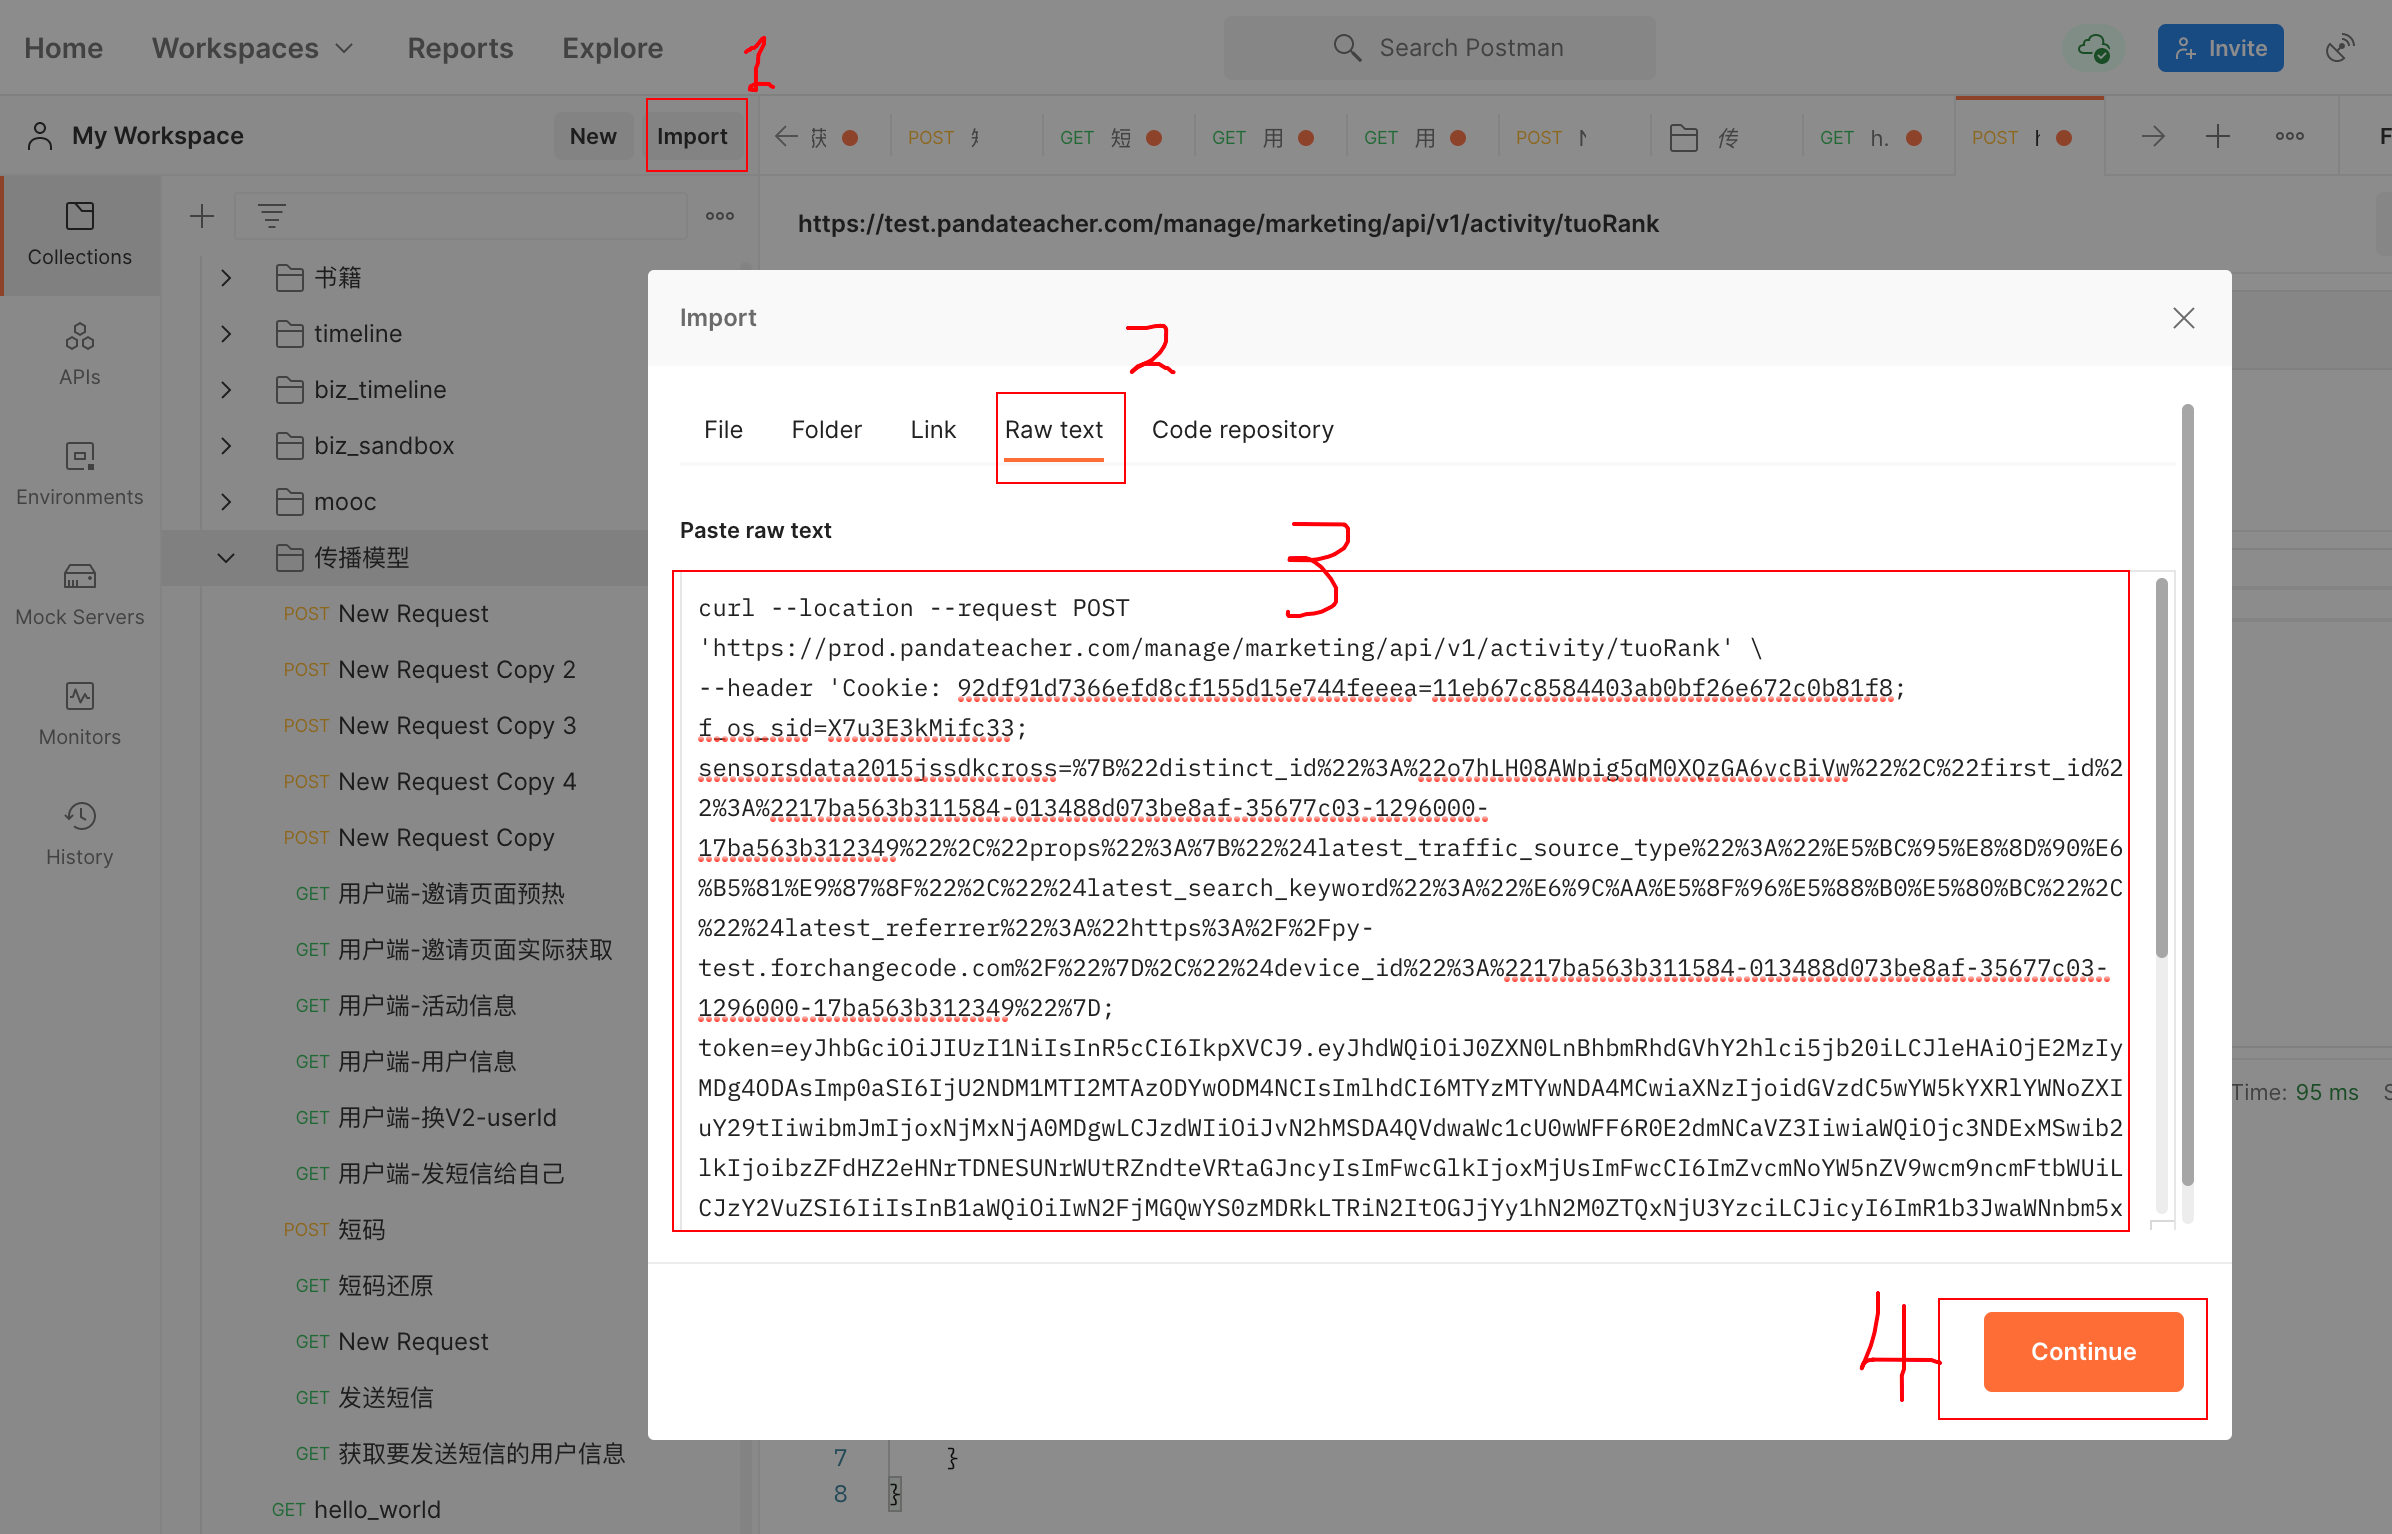 Home Workspaces Reports Explore
1
Search Postman
Invite
My Workspace
New Import
获
POST
GET 短
GET 用
GET 用
POST
传
GET h.
POST
https://test.pandateacher.com/manage/marketing/api/v1/activity/tuoRank
Collections
APIs
Environments
Mock Servers
Monitors
History
书籍
timeline
biz_timeline
biz_sandbox
mooc
传播模型
POST New Request
POST New Request Copy 2
POST New Request Copy 3
POST New Request Copy 4
POST New Request Copy
GET 用户端-邀请页面预热
GET 用户端-邀请页面实际获取
GET 用户端-活动信息
GET 用户端-用户信息
GET 用户端-换V2-userId
GET 用户端-发短信给自己
POST 短码
GET 短码还原
GET New Request
GET 发送短信
GET 获取要发送短信的用户信息
GET hello_world
Import
2
File Folder Link Raw text Code repository
Paste raw text
3
curl --location --request POST
'https://prod.pandateacher.com/manage/marketing/api/v1/activity/tuoRank' \
--header 'Cookie: 92df91d7366efd8cf155d15e744feeea=11eb67c8584403ab0bf26e672c0b81f8;
f_os_sid=X7u3E3kMifc33;
sensorsdata2015jssdkcross=%7B%22distinct_id%22%3A%22o7hLH08AWpig5qM0XQzGA6vcBiVw%22%2C%22first_id%2
2%3A%2217ba563b311584-013488d073be8af-35677c03-1296000-
17ba563b312349%22%2C%22props%22%3A%7B%22%24latest_traffic_source_type%22%3A%22%E5%BC%95%E8%8D%90%E6
%B5%81%E9%87%8F%22%2C%22%24latest_search_keyword%22%3A%22%E6%9C%AA%E5%8F%96%E5%88%B0%E5%80%BC%22%2C
%22%24latest_referrer%22%3A%22https%3A%2F%2Fpy-
test.forchangecode.com%2F%22%7D%2C%22%24device_id%22%3A%2217ba563b311584-013488d073be8af-35677c03-
1296000-17ba563b312349%22%7D;
token=eyJhbGciOiJIUzI1NiIsInR5cCI6IkpXVCJ9.eyJhdWQiOiJ0ZXN0LnBhbmRhdGVhY2hlci5jb20iLCJleHAiOjE2MzIy
MDg4ODAsImp0aSI6IjU2NDM1MTI2MTAzODYwODM4NCIsImlhdCI6MTYzMTYwNDA4MCwiaXNzIjoidGVzdC5wYW5kYXRlYWNoZXI
uY29tIiwibmJmIjoxNjMxNjA0MDgwLCJzdWIiOiJvN2hMSDA4QVdwaWc1cU0wWFF6R0E2dmNCaVZ3IiwiaWQiOjc3NDExMSwib2
lkIjoibzZFdHZ2eHNrTDNESUNrWUtRZndteVRtaGJncyIsImFwcGlkIjoxMjUsImFwcCI6ImZvcmNoYW5nZV9wcm9ncmFtbWUiL
CJzY2VuZSI6IiIsInB1aWQiOiIwN2FjMGQwYS0zMDRkLTRiN2ItOGJjYy1hN2M0ZTQxNjU3YzciLCJicyI6ImR1b3JwaWNnbm5x
Time: 95 ms
4
Continue
7 }
8 }